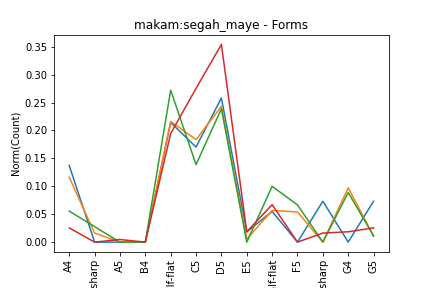 makam:segah_maye - Forms
Norm(Count)
0.35
0.30
0.25
0.20
0.15
0.10
0.05
0.00
A4
sharp
A5
B4
lf-flat
C5
D5
E5
alf-flat
F5
sharp
G4
G5